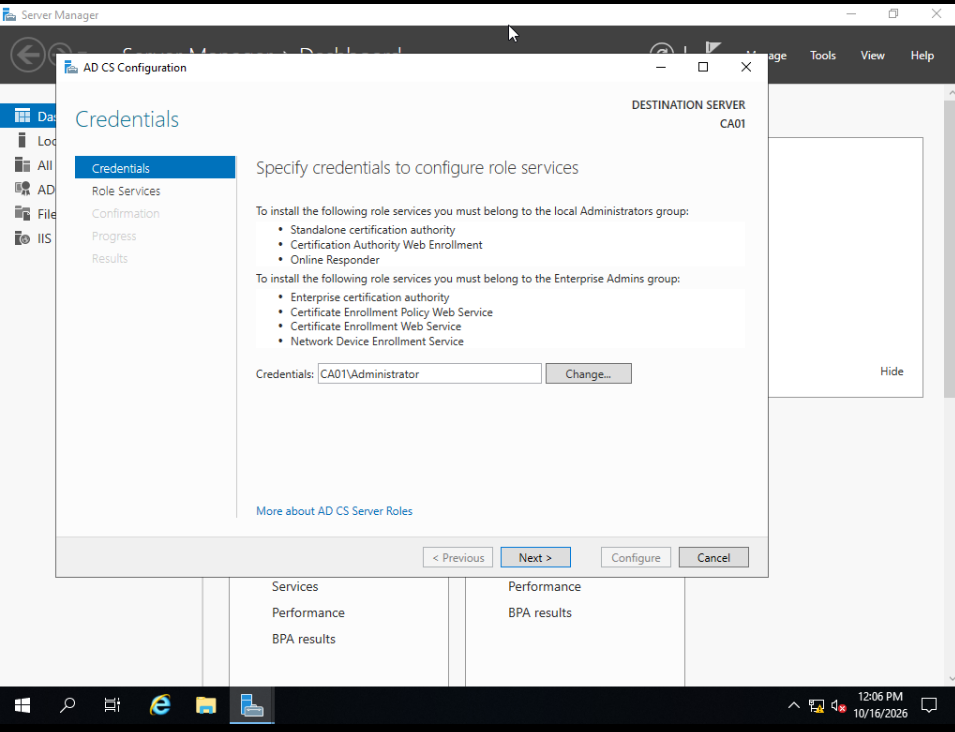 Server Manager
Manage Tools View Help
AD CS Configuration
Credentials
DESTINATION SERVER
CA01
Credentials
Role Services
Confirmation
Progress
Results
Specify credentials to configure role services
To install the following role services you must belong to the local Administrators group:
• Standalone certification authority
• Certification Authority Web Enrollment
• Online Responder
To install the following role services you must belong to the Enterprise Admins group:
• Enterprise certification authority
• Certificate Enrollment Policy Web Service
• Certificate Enrollment Web Service
• Network Device Enrollment Service
Credentials: CA01\Administrator Change...
More about AD CS Server Roles
< Previous Next > Configure Cancel
Das
Loc
All
AD
File
IIS
Hide
Services
Performance
BPA results
Performance
BPA results
12:06 PM
10/16/2026